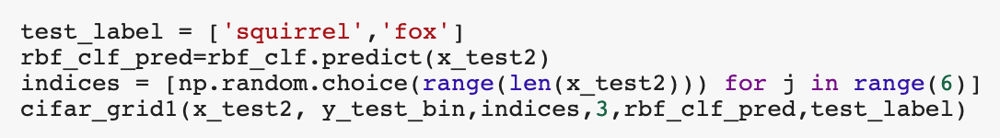 test_label = ['squirrel','fox']
rbf_clf_pred=rbf_clf.predict(x_test2)
indices = [np.random.choice(range(len(x_test2))) for j in range(6)]
cifar_grid1(x_test2, y_test_bin,indices,3,rbf_clf_pred,test_label)